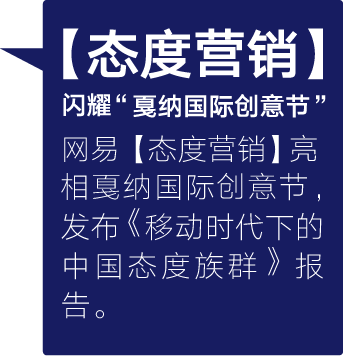 【态度营销】
闪耀“戛纳国际创意节”
网易【态度营销】亮
相戛纳国际创意节，
发布《移动时代下的
中国态度族群》报
告。